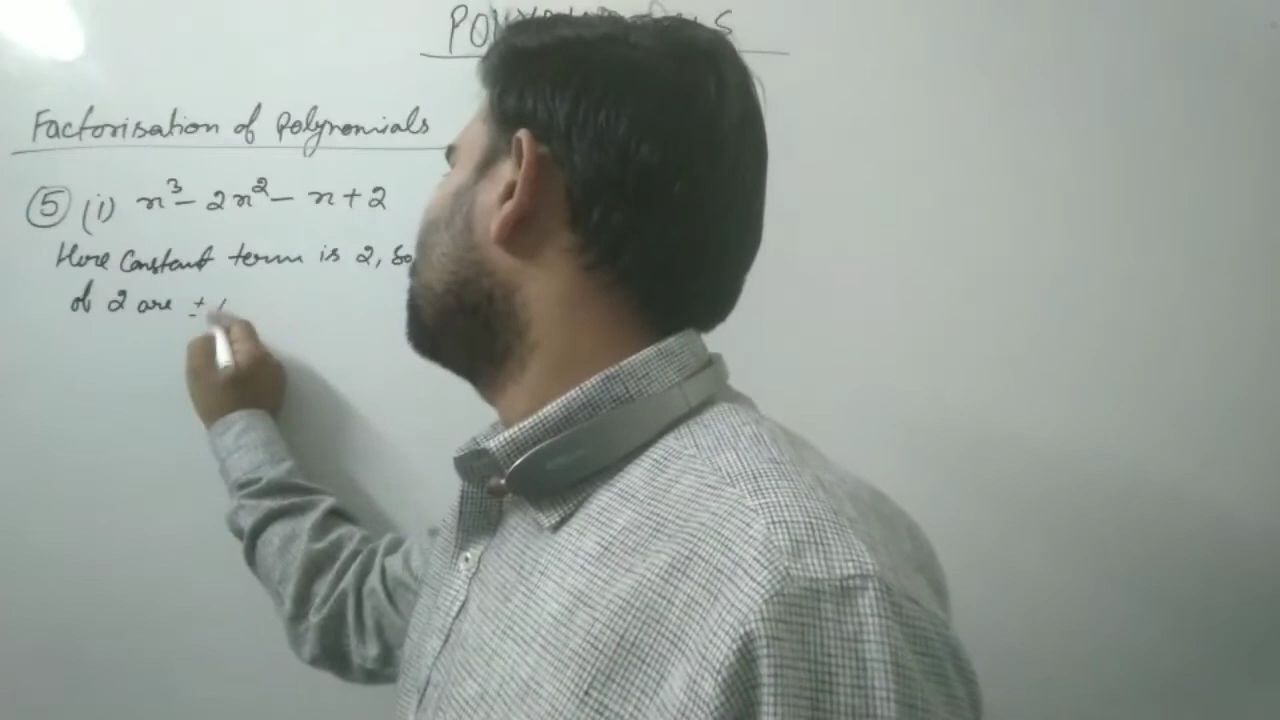 Factorisation of Polynomials
⑤ (i) x³ - 2x² - x + 2
Here Constant term is 2, So
of 2 are ±